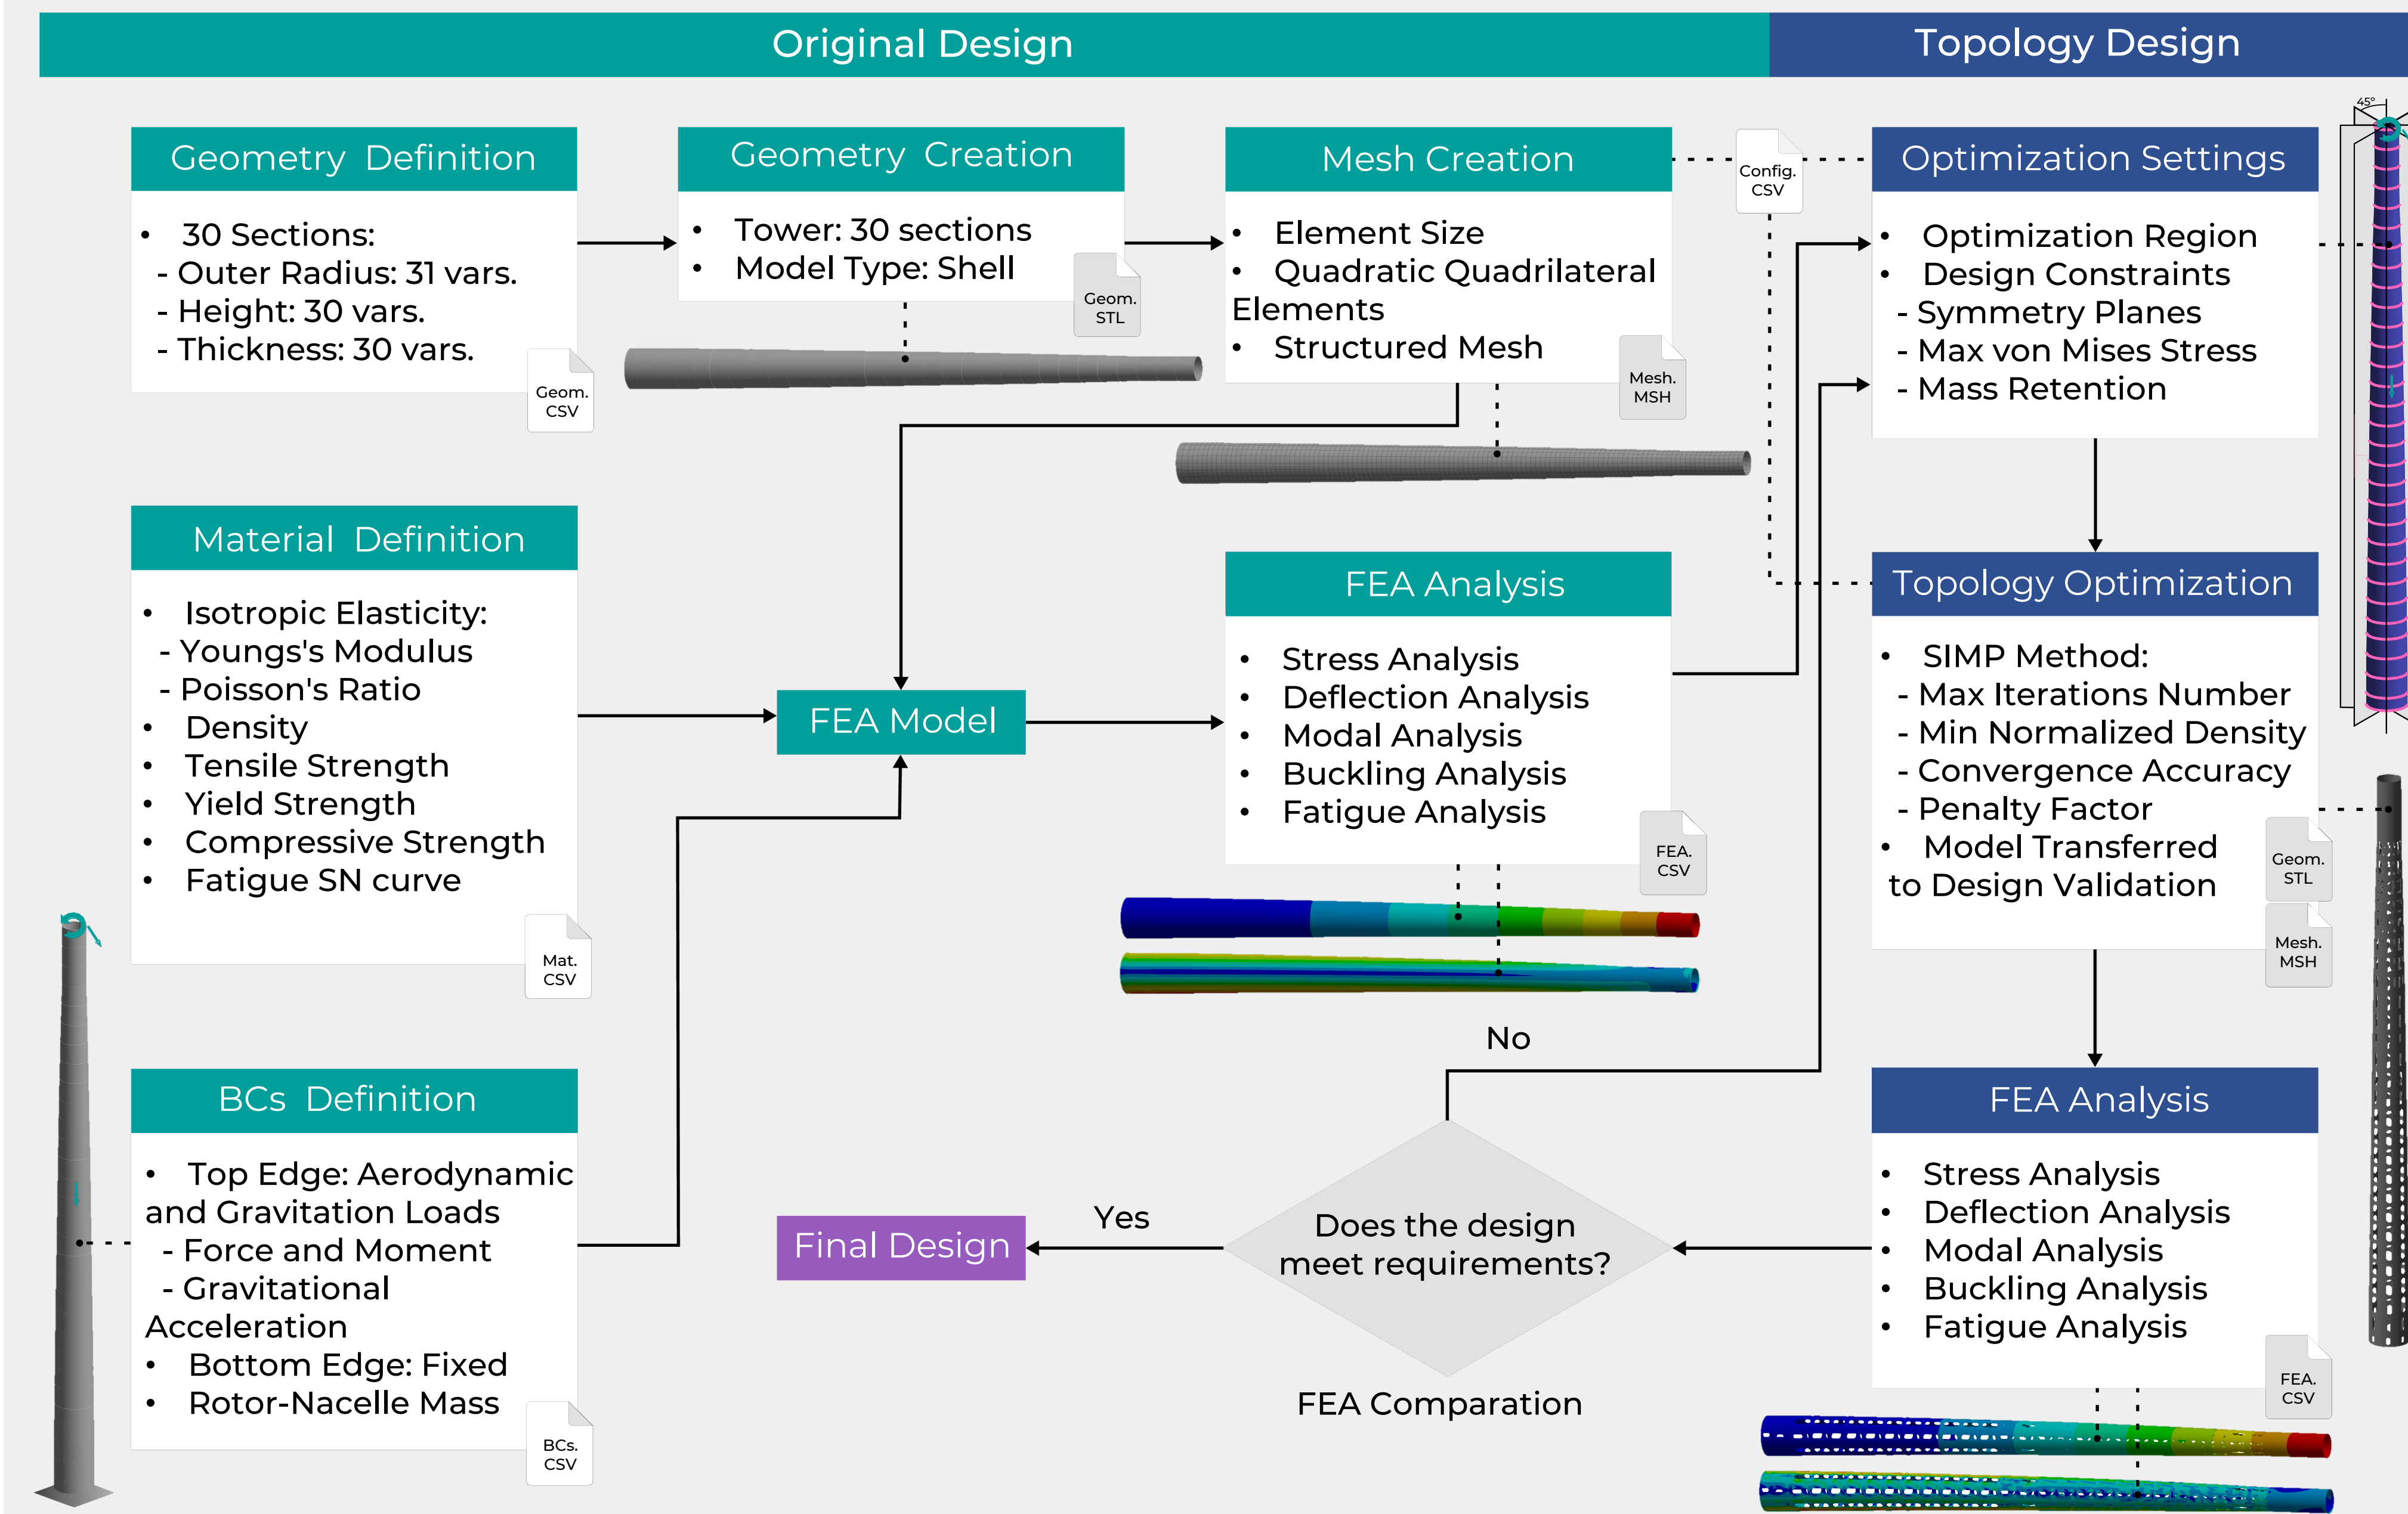 Original Design
Topology Design
Geometry Definition
• 30 Sections:
- Outer Radius: 31 vars.
- Height: 30 vars.
- Thickness: 30 vars.
Geom.
CSV
Geometry Creation
• Tower: 30 sections
• Model Type: Shell
Geom.
STL
Mesh Creation
• Element Size
• Quadratic Quadrilateral
Elements
• Structured Mesh
Mesh.
MSH
Config.
CSV
Optimization Settings
• Optimization Region
• Design Constraints
- Symmetry Planes
- Max von Mises Stress
- Mass Retention
45°
Material Definition
• Isotropic Elasticity:
- Youngs's Modulus
- Poisson's Ratio
• Density
• Tensile Strength
• Yield Strength
• Compressive Strength
• Fatigue SN curve
Mat.
CSV
FEA Model
FEA Analysis
• Stress Analysis
• Deflection Analysis
• Modal Analysis
• Buckling Analysis
• Fatigue Analysis
FEA.
CSV
Topology Optimization
• SIMP Method:
- Max Iterations Number
- Min Normalized Density
- Convergence Accuracy
- Penalty Factor
• Model Transferred
to Design Validation
Geom.
STL
Mesh.
MSH
BCs Definition
• Top Edge: Aerodynamic
and Gravitation Loads
- Force and Moment
- Gravitational
Acceleration
• Bottom Edge: Fixed
• Rotor-Nacelle Mass
BCs.
CSV
Final Design
Yes
No
Does the design
meet requirements?
FEA Comparation
FEA Analysis
• Stress Analysis
• Deflection Analysis
• Modal Analysis
• Buckling Analysis
• Fatigue Analysis
FEA.
CSV